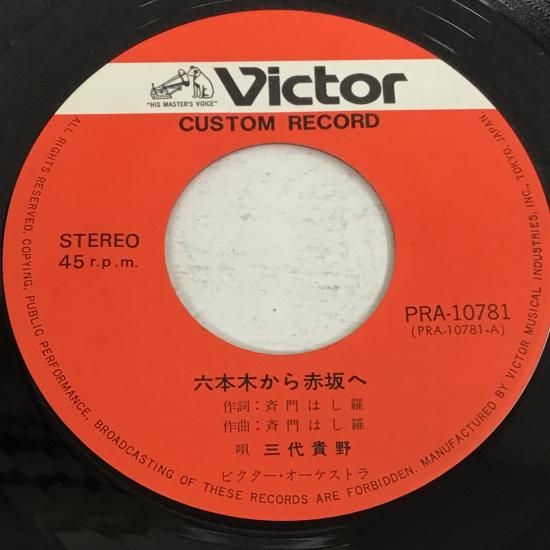 Victor
"HIS MASTER'S VOICE"
CUSTOM RECORD
STEREO
45 r.p.m.
PRA-10781
(PRA-10781-A)
六本木から赤坂へ
作詞：斉門はし羅
作曲：斉門はし羅
唄 三代貴野
ビクター・オーケストラ
ALL RIGHTS RESERVED, COPYING, PUBLIC PERFORMANCE, BROADCASTING OF THESE RECORDS ARE FORBIDDEN. MANUFACTURED BY VICTOR MUSICAL INDUSTRIES, INC., TOKYO, JAPAN.